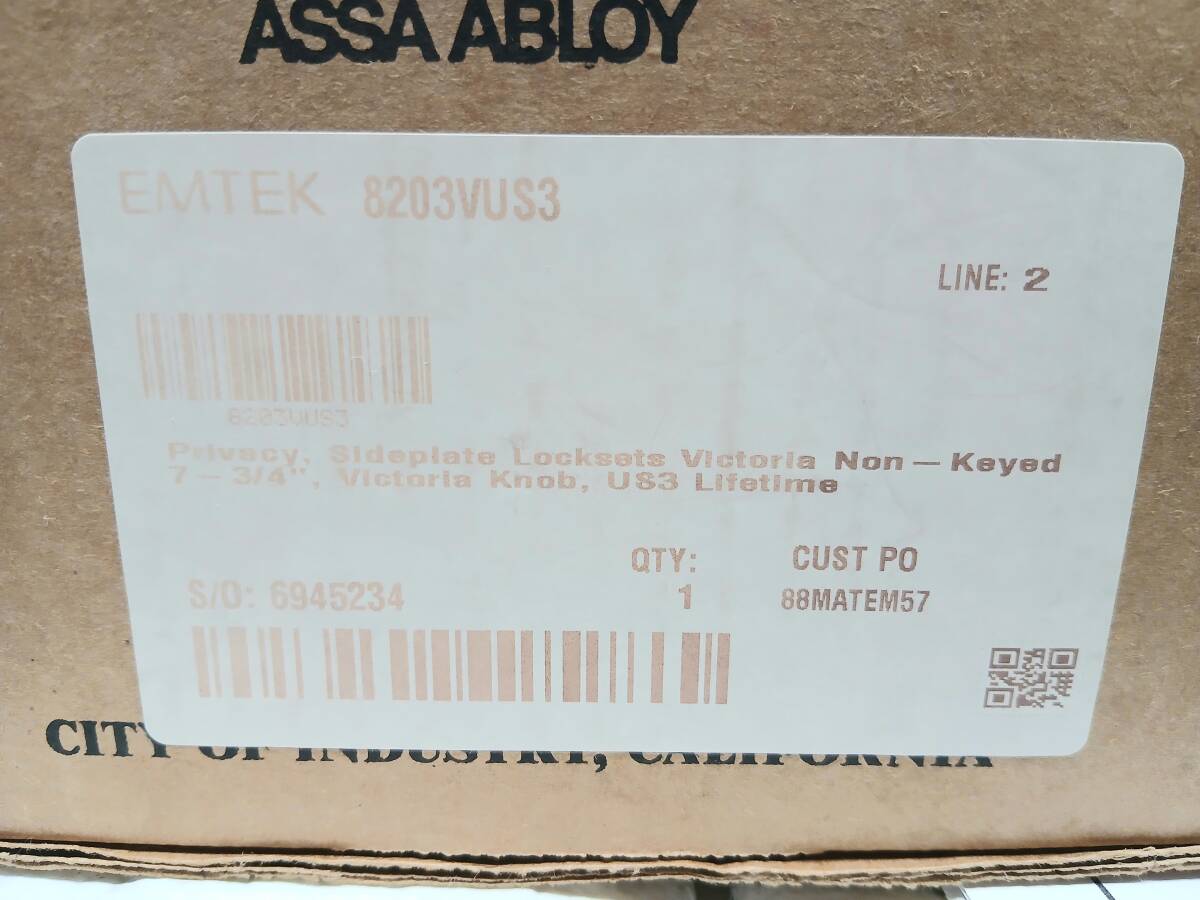 ASSA ABLOY
EMTEK 8203VUS3
LINE: 2
8203VUS3
Privacy, Sideplate Locksets Victoria Non-Keyed
7-3/4", Victoria Knob, US3 Lifetime
QTY: CUST PO
S/O: 6945234 1 88MATEM57
CITY OF INDUSTRY, CALIFORNIA